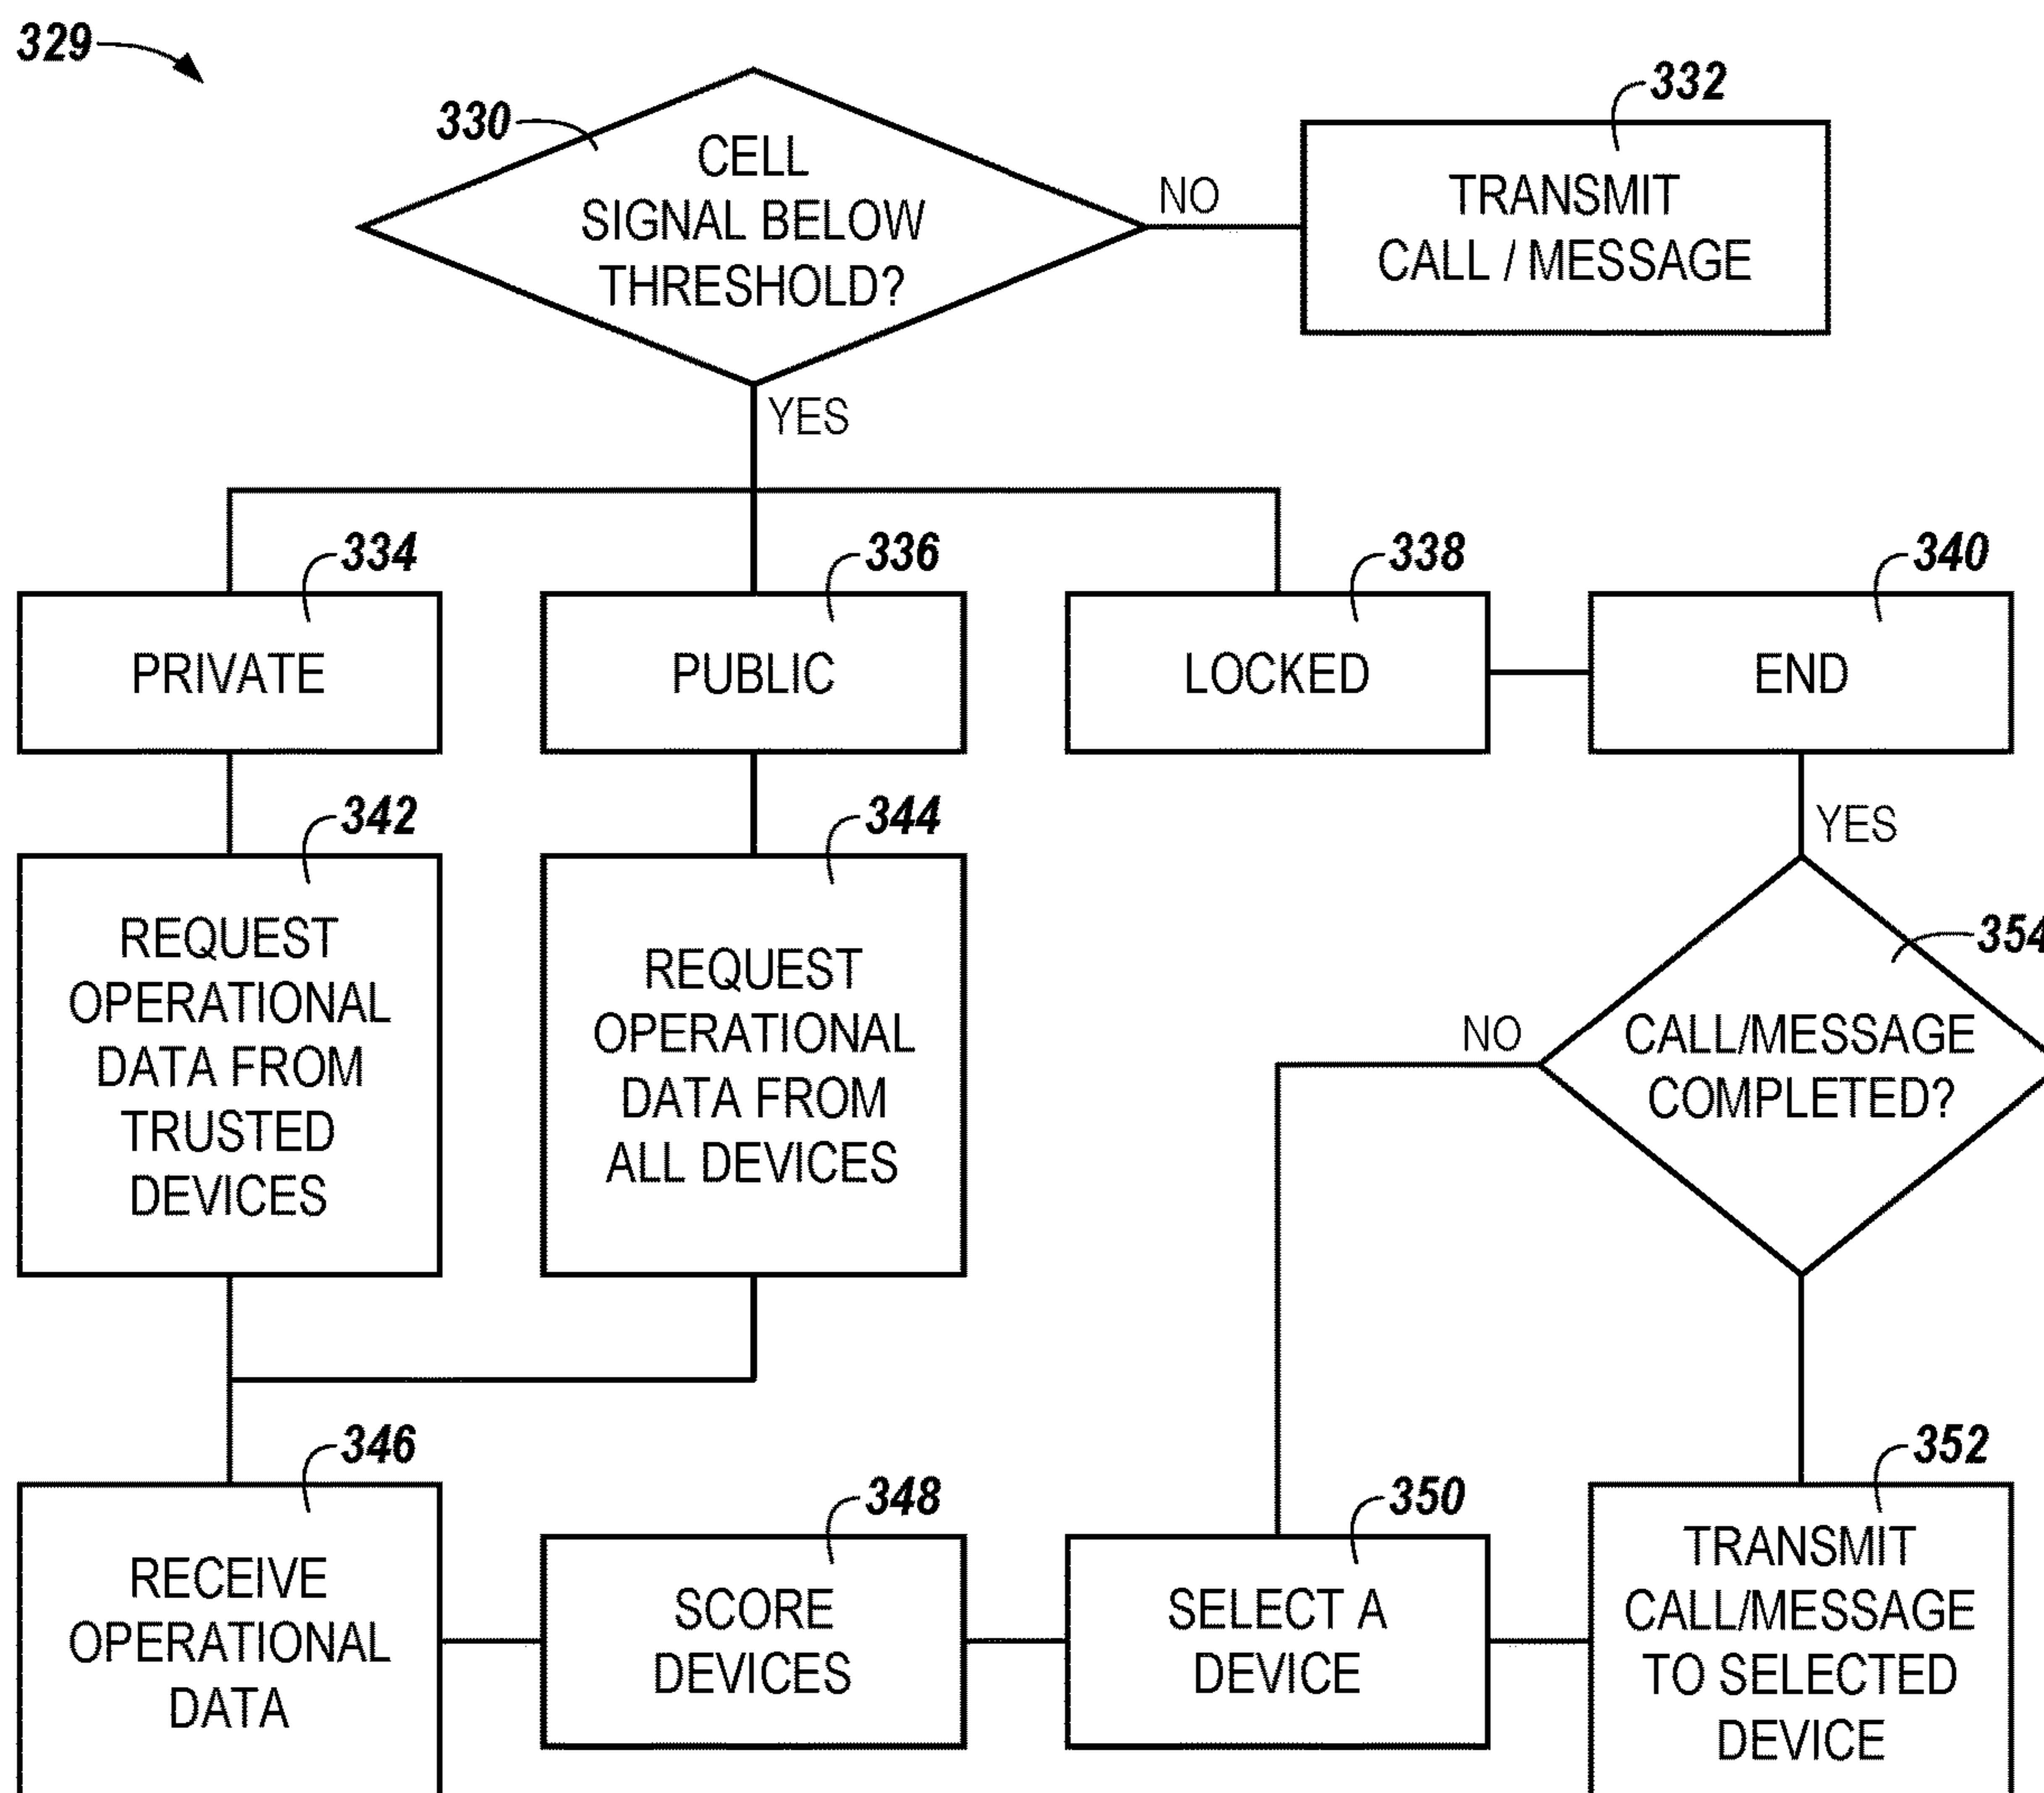 329
330
CELL
SIGNAL BELOW
THRESHOLD?
NO
332
TRANSMIT
CALL / MESSAGE
YES
334
PRIVATE
336
PUBLIC
338
LOCKED
340
END
342
REQUEST
OPERATIONAL
DATA FROM
TRUSTED
DEVICES
344
REQUEST
OPERATIONAL
DATA FROM
ALL DEVICES
YES
354
NO
CALL/MESSAGE
COMPLETED?
346
RECEIVE
OPERATIONAL
DATA
348
SCORE
DEVICES
350
SELECT A
DEVICE
352
TRANSMIT
CALL/MESSAGE
TO SELECTED
DEVICE